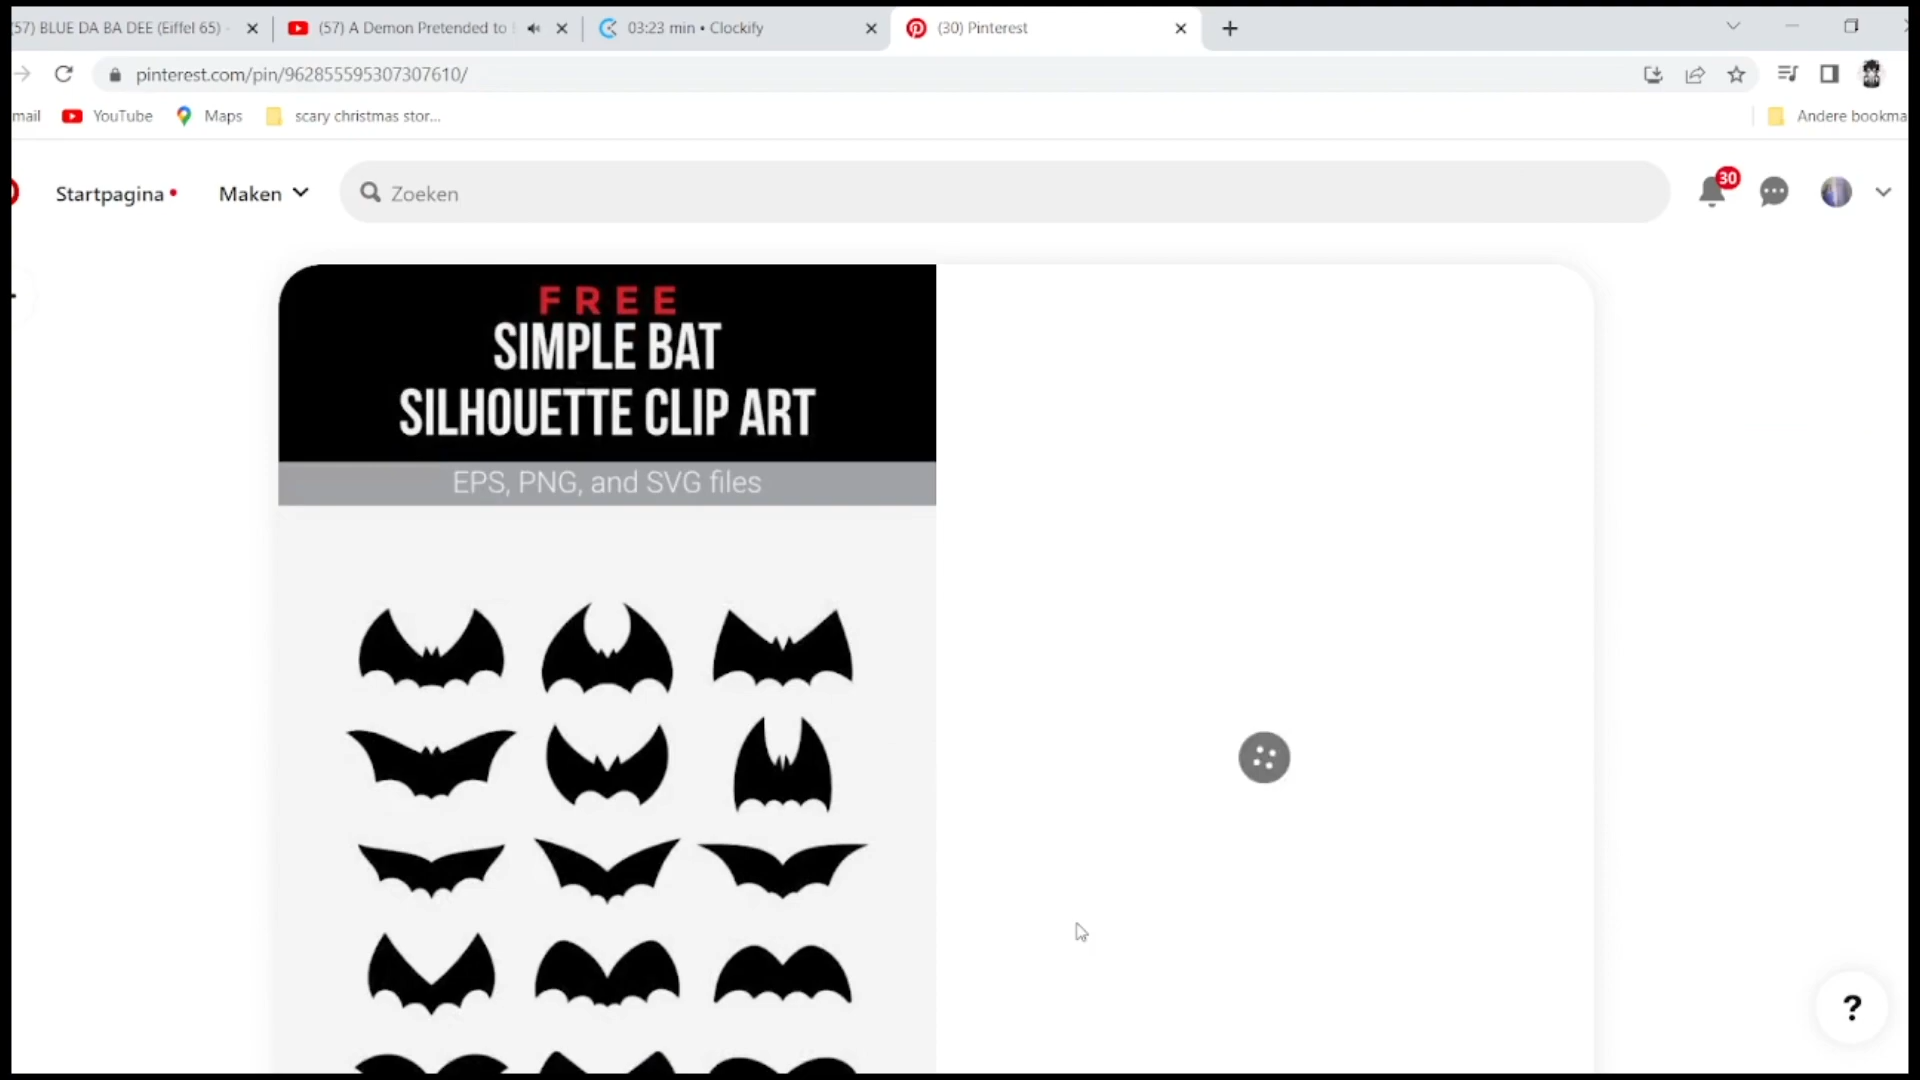 57) BLUE DA BA DEE (Eiffel 65) -
(57) A Demon Pretended to
03:23 min • Clockify
(30) Pinterest
pinterest.com/pin/962855595307307610/
mail
YouTube
Maps
scary christmas stor...
Andere bookma
Startpagina
Maken
Zoeken
30
FREE
SIMPLE BAT
SILHOUETTE CLIP ART
EPS, PNG, and SVG files
?